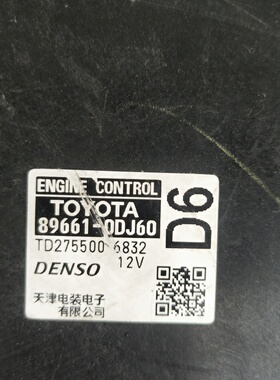 ENGINE CONTROL
TOYOTA
89661-0DJ60
TD275500-6832
DENSO 12V
天津电装电子
有限公司
D6